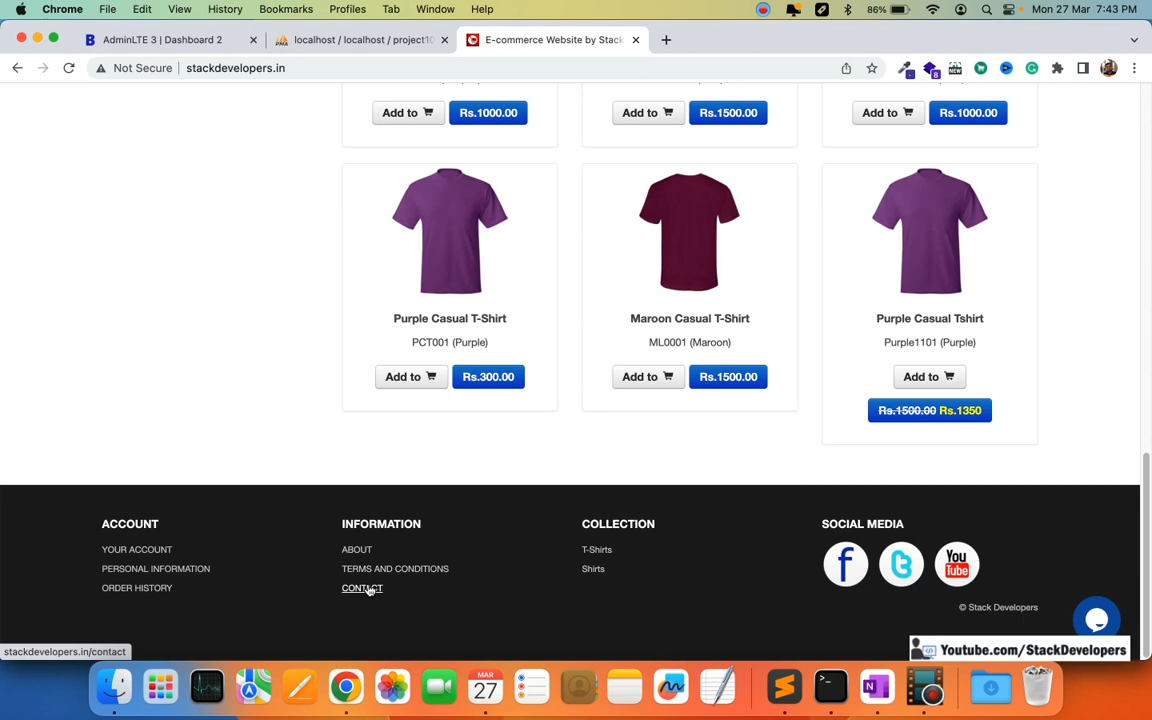 Chrome File Edit View History Bookmarks Profiles Tab Window Help 86% Mon 27 Mar 7:43 PM
AdminLTE 3 | Dashboard 2 localhost / localhost / project10 E-commerce Website by Stack
Not Secure stackdevelopers.in
Add to Rs.1000.00 Add to Rs.1500.00 Add to Rs.1000.00
Purple Casual T-Shirt Maroon Casual T-Shirt Purple Casual Tshirt
PCT001 (Purple) ML0001 (Maroon) Purple1101 (Purple)
Add to Rs.300.00 Add to Rs.1500.00 Add to
Rs.1500.00 Rs.1350
ACCOUNT INFORMATION COLLECTION SOCIAL MEDIA
YOUR ACCOUNT ABOUT T-Shirts
PERSONAL INFORMATION TERMS AND CONDITIONS Shirts
ORDER HISTORY CONTACT
You
Tube
© Stack Developers
stackdevelopers.in/contact
Youtube.com/StackDevelopers
MAR
27